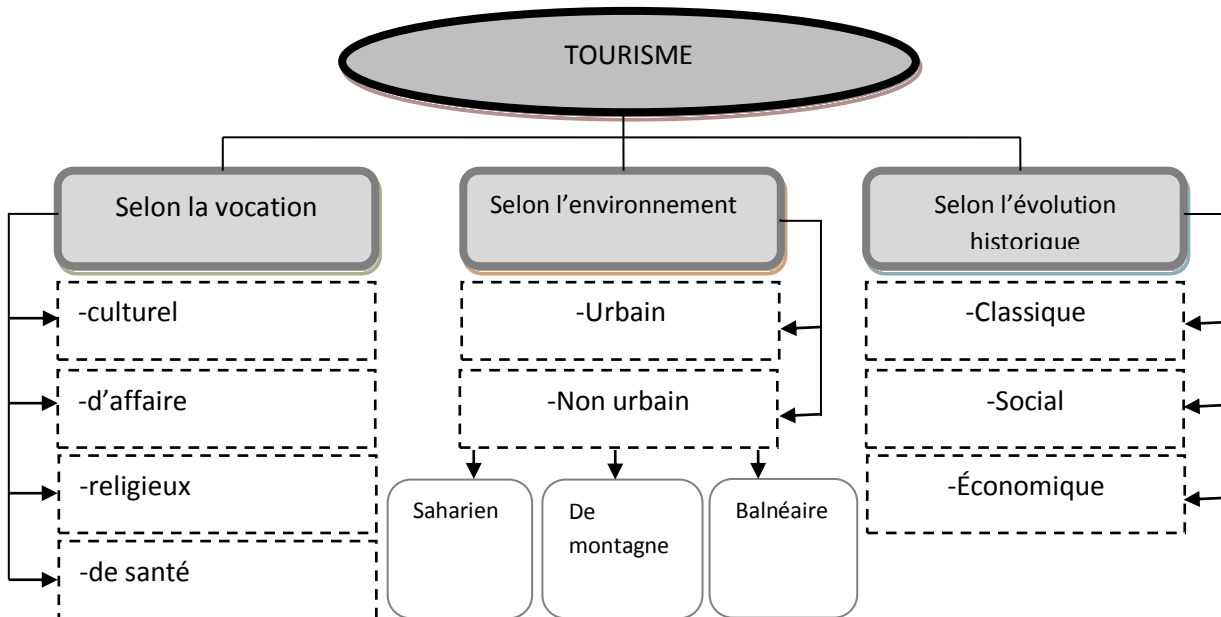 TOURISME
Selon la vocation
-culturel
-d’affaire
-religieux
-de santé
Selon l’environnement
-Urbain
-Non urbain
Saharien
De
montagne
Balnéaire
Selon l’évolution
historique
-Classique
-Social
-Économique